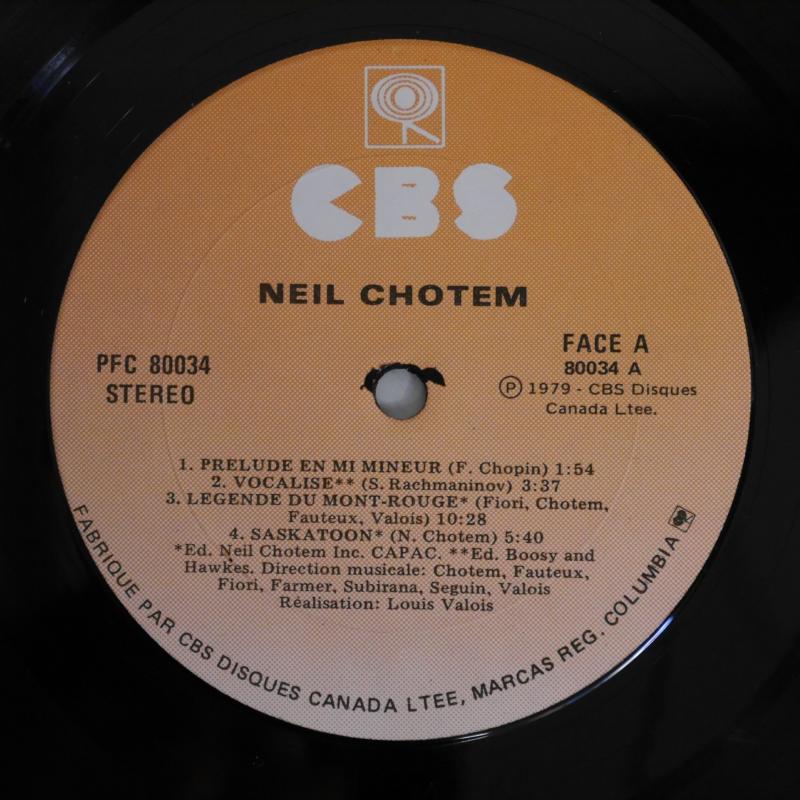 CBS
NEIL CHOTEM
PFC 80034
STEREO
FACE A
80034 A
Ⓟ 1979 - CBS Disques
Canada Ltee.
1. PRELUDE EN MI MINEUR (F. Chopin) 1:54
2. VOCALISE** (S. Rachmaninov) 3:37
3. LEGENDE DU MONT-ROUGE* (Fiori, Chotem,
Fauteux, Valois) 10:28
4. SASKATOON* (N. Chotem) 5:40
*Ed. Neil Chotem Inc. CAPAC. **Ed. Boosy and
Hawkes. Direction musicale: Chotem, Fauteux,
Fiori, Farmer, Subirana, Seguin, Valois
Réalisation: Louis Valois
FABRIQUE PAR CBS DISQUES CANADA LTEE, MARCAS REG. COLUMBIA